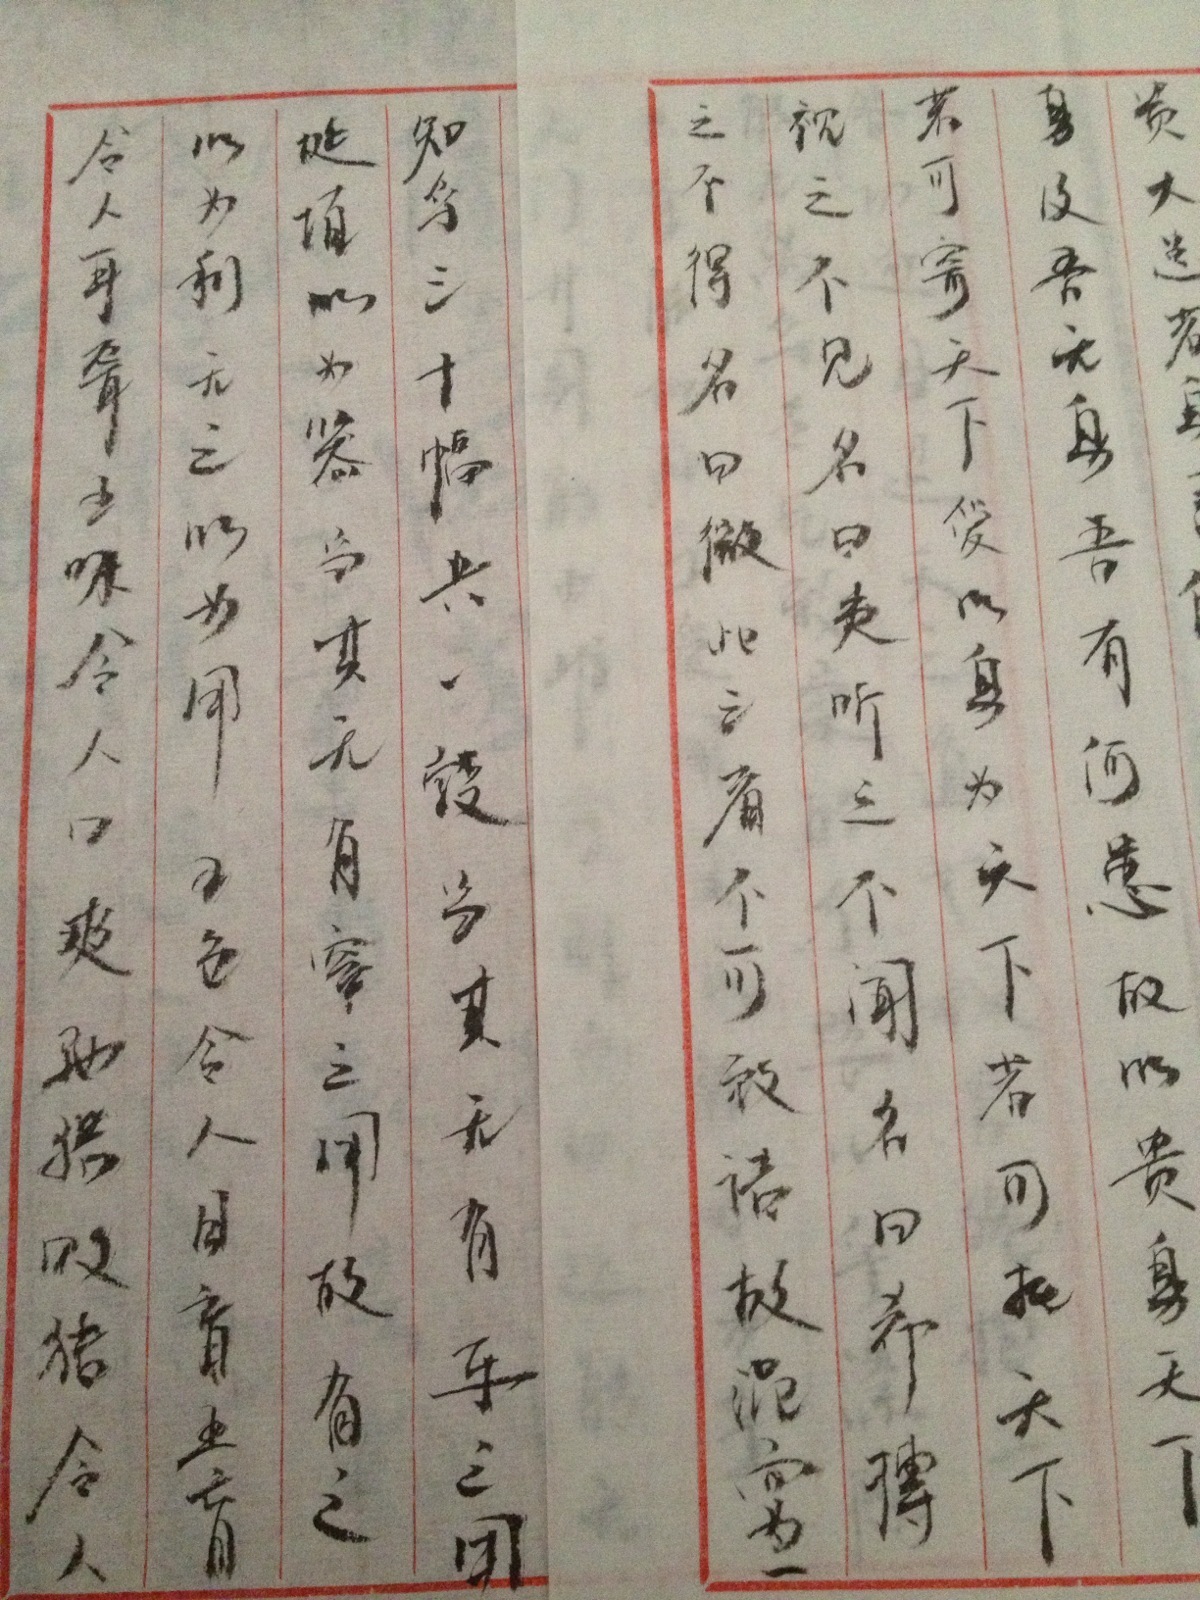 贵大患者身
身及吾无身吾有何患故以贵身天下
若可寄天下爱以身为天下者可托天下
视之不见名曰夷听之不闻名曰希搏
之不得名曰微此三者不可致诘故混而为一
知乎三十幅共一毂当其无有车之用
埏埴以为器当其无有容之用故有之
以为利无之以为用 五色令人目盲五音
令人耳聋五味令人口爽驰骋畋猎令人